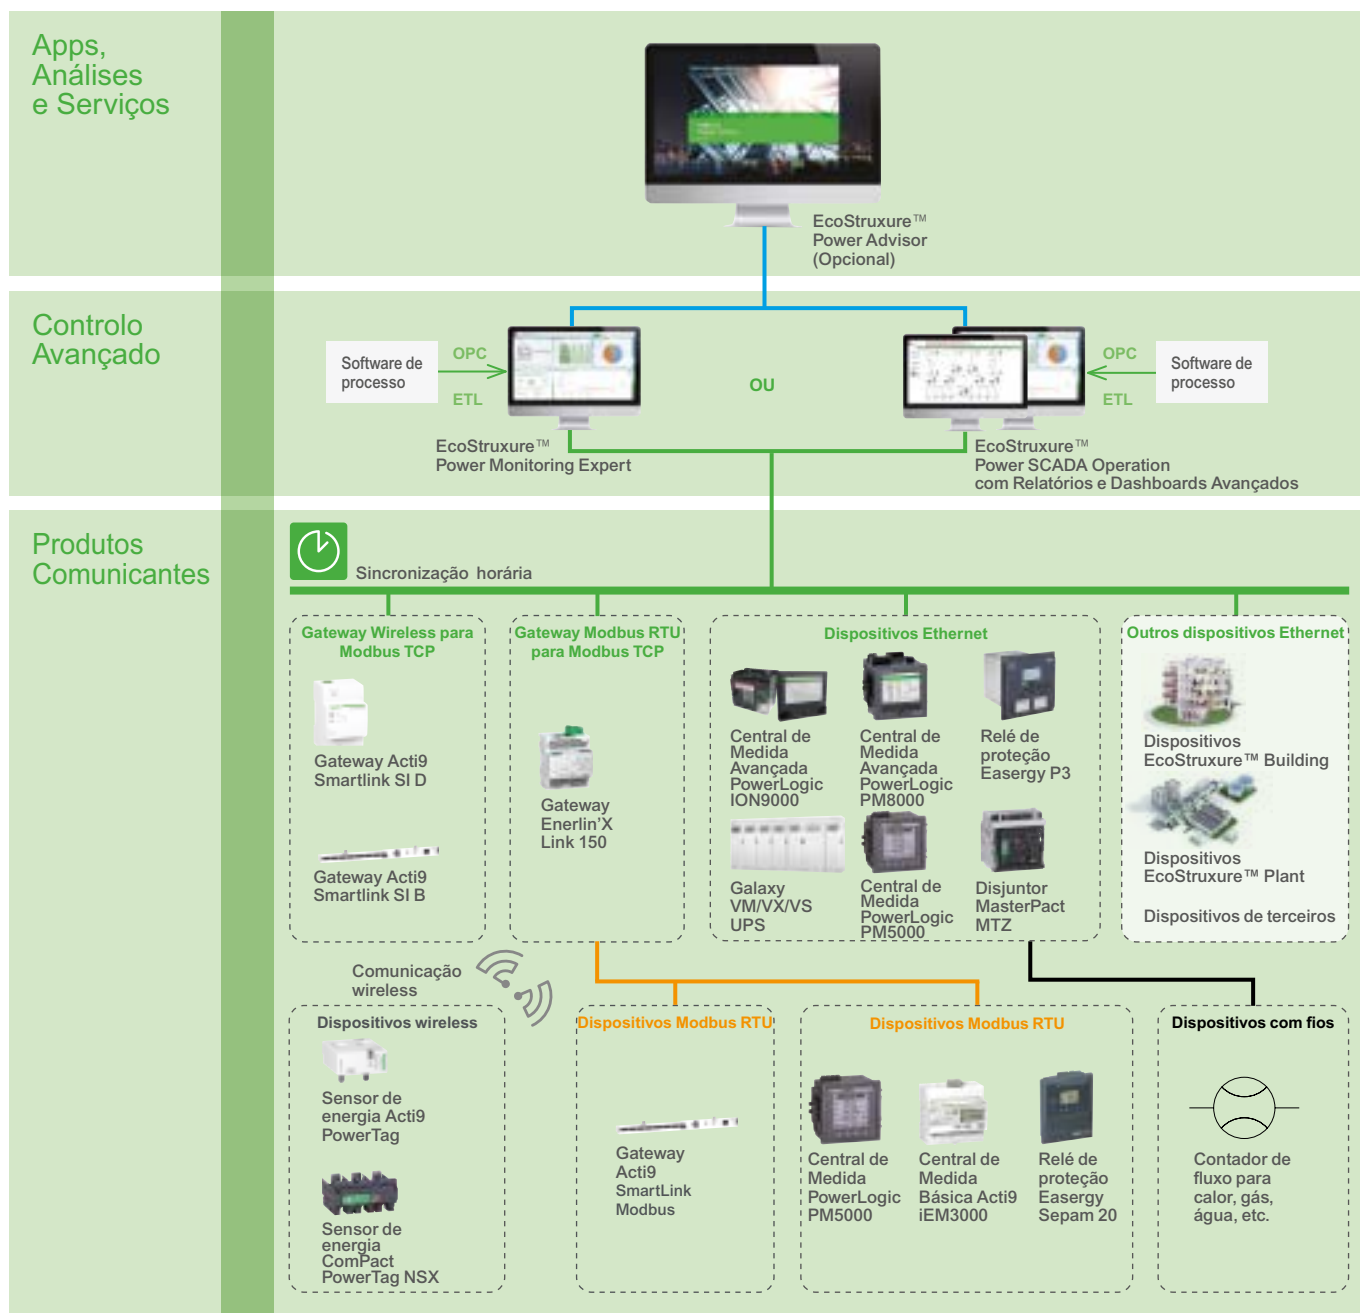 Apps,
Análises
e Serviços
EcoStruxure™
Power Advisor
(Opcional)
Controlo
Avançado
Software de
processo
OPC
ETL
OU
OPC
ETL
Software de
processo
EcoStruxure™
Power Monitoring Expert
EcoStruxure™
Power SCADA Operation
com Relatórios e Dashboards Avançados
Produtos
Comunicantes
Sincronização horária
Gateway Wireless para
Modbus TCP
Gateway Acti9
Smartlink SI D
Gateway Acti9
Smartlink SI B
Gateway Modbus RTU
para Modbus TCP
Gateway
Enerlin'X
Link 150
Dispositivos Ethernet
Central de
Medida
Avançada
PowerLogic
ION9000
Central de
Medida
Avançada
PowerLogic
PM8000
Relé de
proteção
Easergy P3
Galaxy
VM/VX/VS
UPS
Central de
Medida
PowerLogic
PM5000
Disjuntor
MasterPact
MTZ
Outros dispositivos Ethernet
Dispositivos
EcoStruxure™ Building
Dispositivos
EcoStruxure™ Plant
Dispositivos de terceiros
Comunicação
wireless
Dispositivos wireless
Sensor de
energia Acti9
PowerTag
Sensor de
energia
ComPact
PowerTag NSX
Dispositivos Modbus RTU
Gateway
Acti9
SmartLink
Modbus
Dispositivos Modbus RTU
Central de
Medida
PowerLogic
PM5000
Central de
Medida
Básica Acti9
iEM3000
Relé de
proteção
Easergy
Sepam 20
Dispositivos com fios
Contador de
fluxo para
calor, gás,
água, etc.